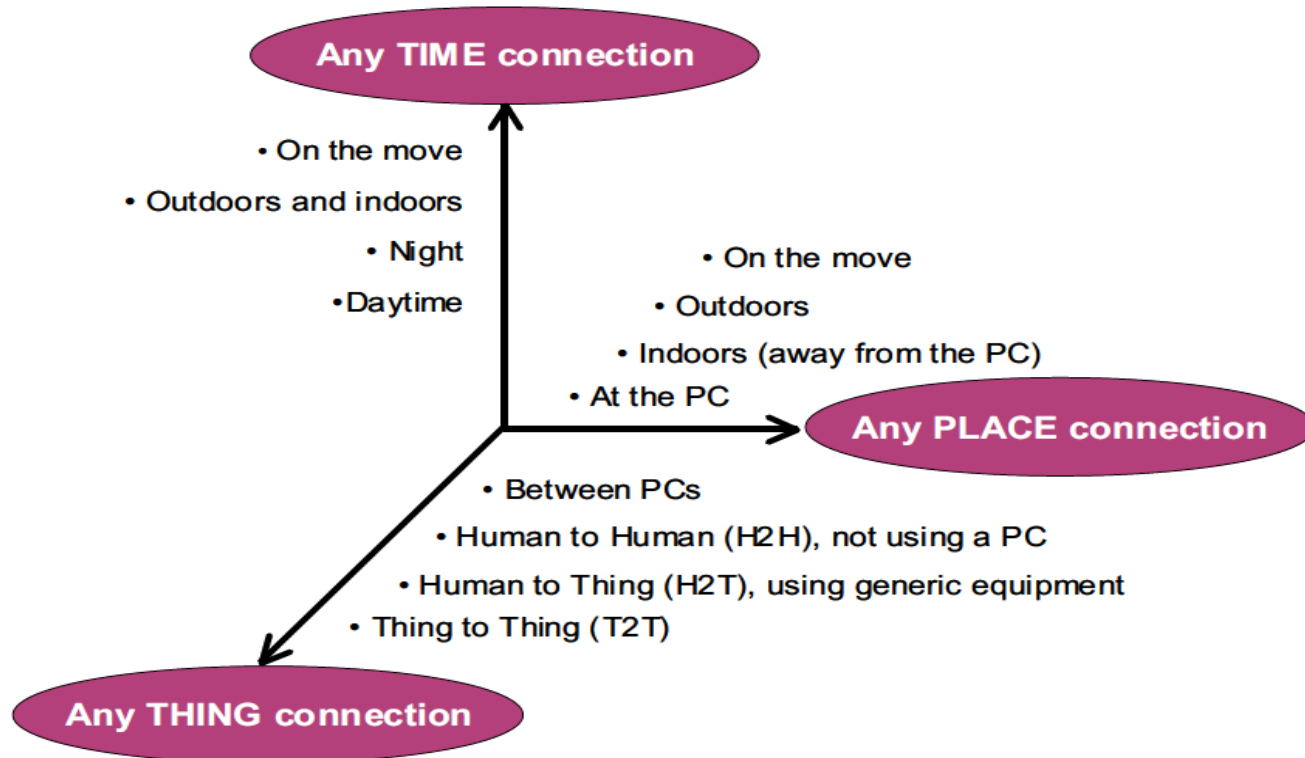 Any TIME connection
• On the move
• Outdoors and indoors
• Night
•Daytime
• On the move
• Outdoors
• Indoors (away from the PC)
• At the PC
Any PLACE connection
• Between PCs
• Human to Human (H2H), not using a PC
• Human to Thing (H2T), using generic equipment
• Thing to Thing (T2T)
Any THING connection